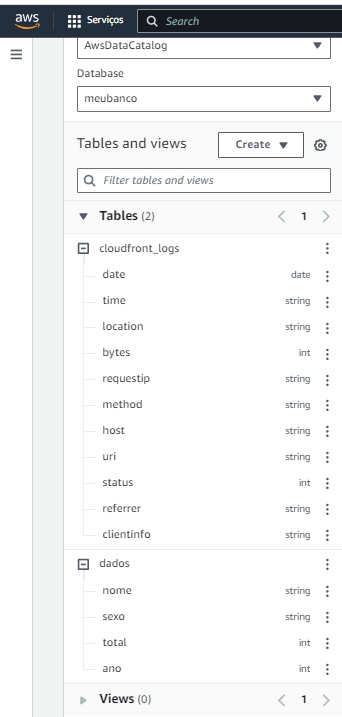 aws Serviços Search
AwsDataCatalog
Database
meubanco
Tables and views Create
Filter tables and views
Tables (2) 1
cloudfront_logs
date date
time string
location string
bytes int
requestip string
method string
host string
uri string
status int
referrer string
clientinfo string
dados
nome string
sexo string
total int
ano int
Views (0) 1